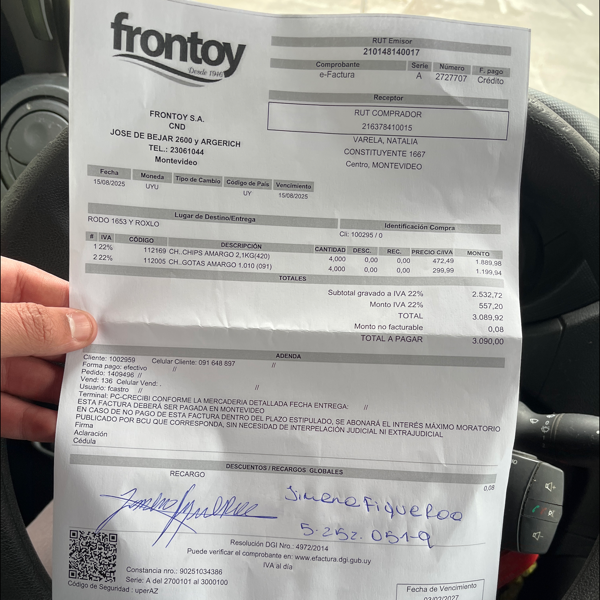 frontoy
Desde 1946
RUT Emisor
210148140017
Comprobante Serie Número F. pago
e-Factura A 2727707 Crédito
Receptor
RUT COMPRADOR
216378410015
VARELA, NATALIA
CONSTITUYENTE 1667
Centro, MONTEVIDEO
FRONTOY S.A.
CND
JOSE DE BEJAR 2600 y ARGERICH
TEL.: 23061044
Montevideo
Fecha Moneda Tipo de Cambio Código de País Vencimiento
15/08/2025 UYU UY 15/08/2025
Lugar de Destino/Entrega
RODO 1653 Y ROXLO
Identificación Compra
Cli: 100295 / 0
# IVA CÓDIGO DESCRIPCIÓN CANTIDAD DESC. REC. PRECIO C/IVA MONTO
1 22% 112169 CH..CHIPS AMARGO 2,1KG(420) 4,000 0,00 0,00 472,49 1.889,98
2 22% 112005 CH..GOTAS AMARGO 1.010 (091) 4,000 0,00 0,00 299,99 1.199,94
TOTALES
Subtotal gravado a IVA 22% 2.532,72
Monto IVA 22% 557,20
TOTAL 3.089,92
Monto no facturable 0,08
TOTAL A PAGAR 3.090,00
ADENDA
Cliente: 1002959 Celular Cliente: 091 648 897 //
Forma pago: efectivo //
Pedido: 1409496 //
Vend: 136 Celular Vend: . //
Usuario: fcastro //
Terminal: PC-CRECIBI CONFORME LA MERCADERIA DETALLADA FECHA ENTREGA: //
ESTA FACTURA DEBERÁ SER PAGADA EN MONTEVIDEO
EN CASO DE NO PAGO DE ESTA FACTURA DENTRO DEL PLAZO ESTIPULADO, SE ABONARÁ EL INTERÉS MÁXIMO MORATORIO
PUBLICADO POR BCU QUE CORRESPONDA, SIN NECESIDAD DE INTERPELACIÓN JUDICIAL NI EXTRAJUDICIAL
Firma
Aclaración
Cédula
DESCUENTOS / RECARGOS GLOBALES
RECARGO 0,08
Jimena Figueroa
5.252.051-9
Resolución DGI Nro.: 4972/2014
Puede verificar el comprobante en: www.efactura.dgi.gub.uy
IVA al día
Constancia nro.: 90251034386
Serie: A del 2700101 al 3000100
Código de Seguridad : uperAZ
Fecha de Vencimiento